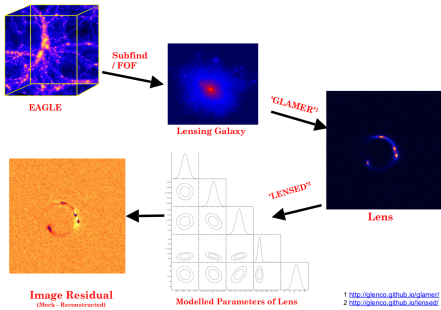 Subfind
/ FOF
EAGLE
Lensing Galaxy
'GLAMER'¹
Lens
'LENSED'²
Modelled Parameters of Lens
Image Residual
(Mock - Reconstructed)
1 http://glenco.github.io/glamer/
2 http://glenco.github.io/lensed/